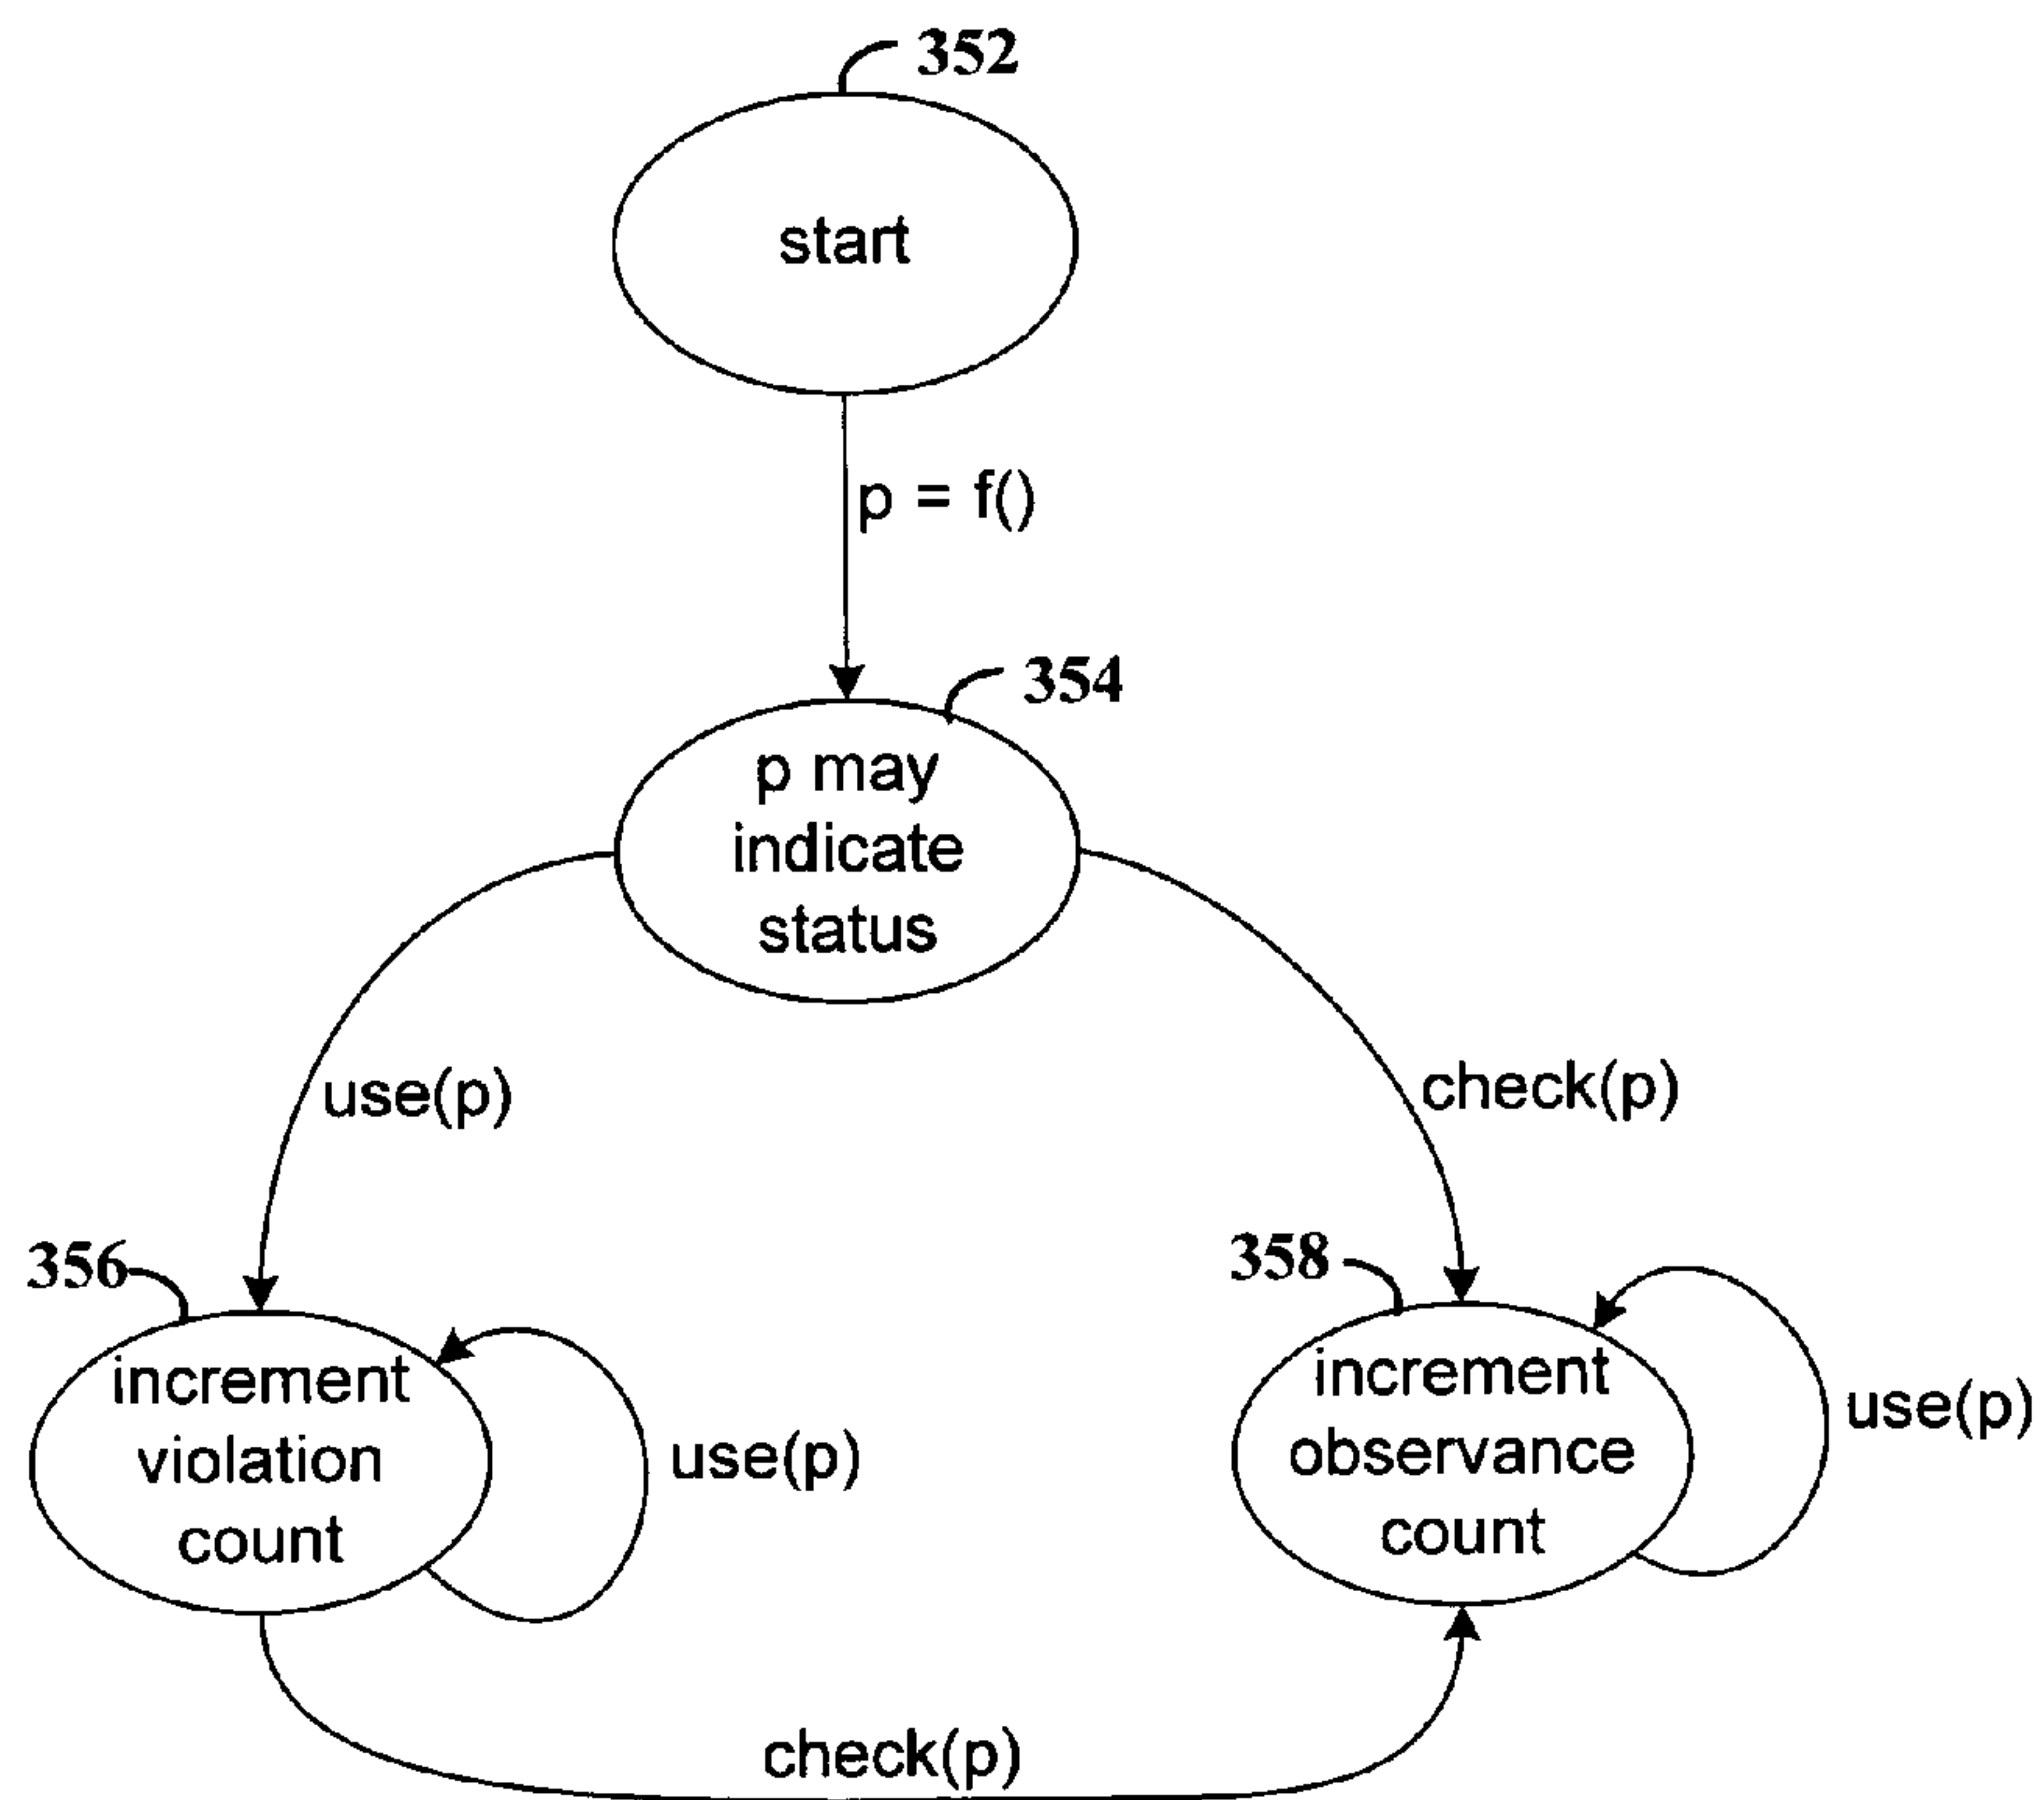 352
start
p = f()
354
p may
indicate
status
use(p)
check(p)
356
358
increment
violation
count
use(p)
increment
observance
count
use(p)
check(p)